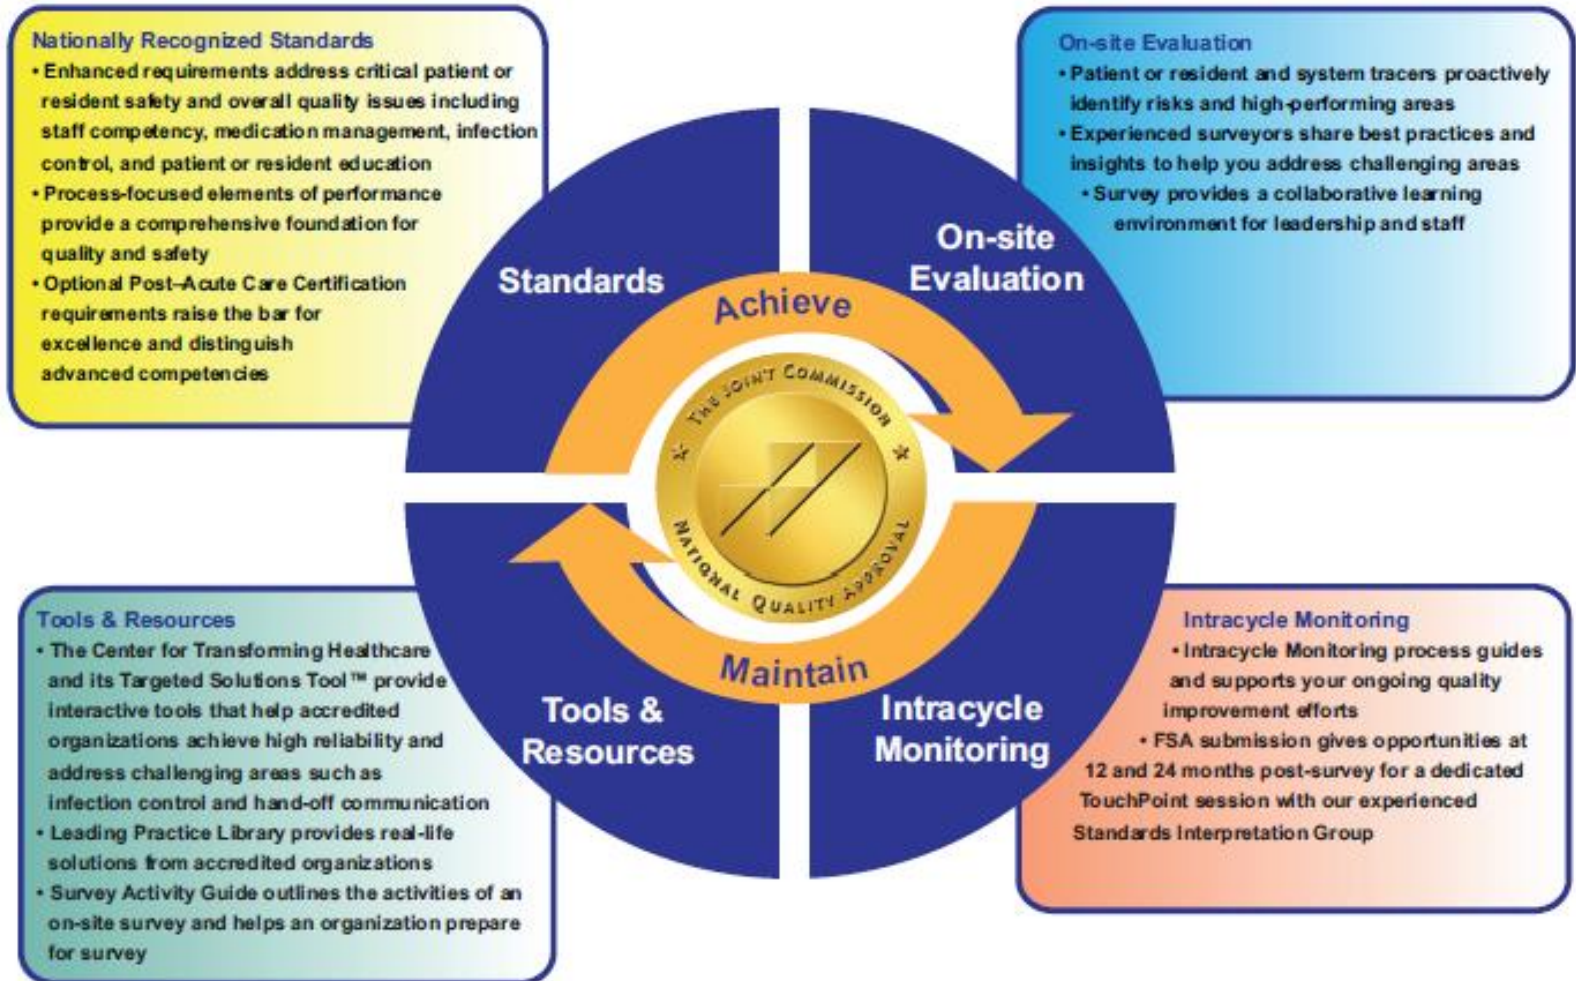 Nationally Recognized Standards
• Enhanced requirements address critical patient or
resident safety and overall quality issues including
staff competency, medication management, infection
control, and patient or resident education
• Process-focused elements of performance
provide a comprehensive foundation for
quality and safety
• Optional Post–Acute Care Certification
requirements raise the bar for
excellence and distinguish
advanced competencies
On-site Evaluation
• Patient or resident and system tracers proactively
identify risks and high-performing areas
• Experienced surveyors share best practices and
insights to help you address challenging areas
• Survey provides a collaborative learning
environment for leadership and staff
Standards
On-site
Evaluation
Achieve
THE JOINT COMMISSION
NATIONAL QUALITY APPROVAL
Maintain
Tools &
Resources
Intracycle
Monitoring
Tools & Resources
• The Center for Transforming Healthcare
and its Targeted Solutions Tool™ provide
interactive tools that help accredited
organizations achieve high reliability and
address challenging areas such as
infection control and hand-off communication
• Leading Practice Library provides real-life
solutions from accredited organizations
• Survey Activity Guide outlines the activities of an
on-site survey and helps an organization prepare
for survey
Intracycle Monitoring
• Intracycle Monitoring process guides
and supports your ongoing quality
improvement efforts
• FSA submission gives opportunities at
12 and 24 months post-survey for a dedicated
TouchPoint session with our experienced
Standards Interpretation Group